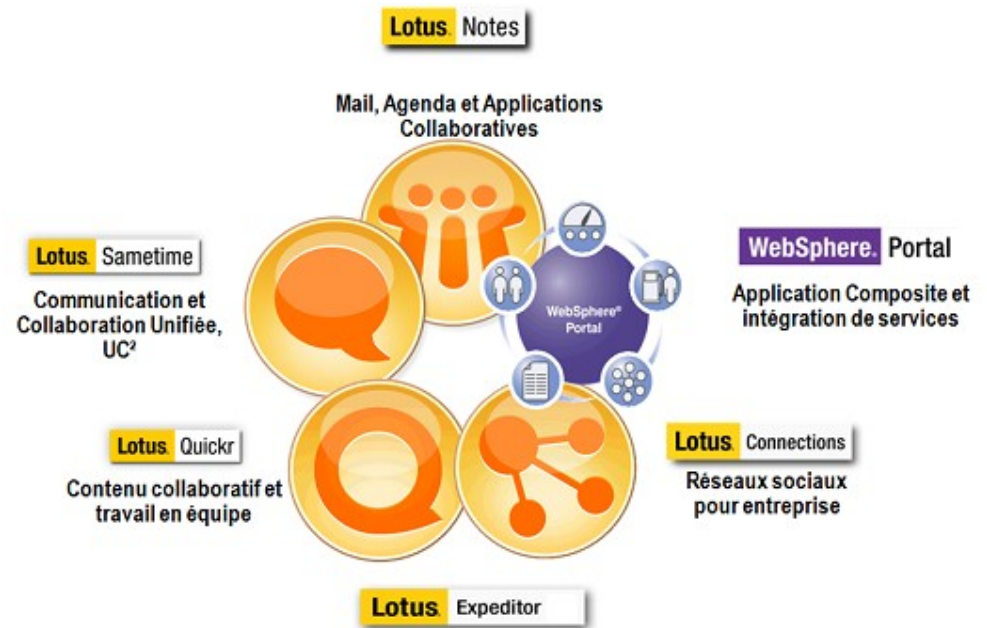 Lotus. Notes
Mail, Agenda et Applications
Collaboratives
Lotus. Sametime
Communication et
Collaboration Unifiée,
UC²
WebSphere. Portal
Application Composite et
intégration de services
WebSphere®
Portal
Lotus. Quickr
Contenu collaboratif et
travail en équipe
Lotus. Connections
Réseaux sociaux
pour entreprise
Lotus. Expeditor